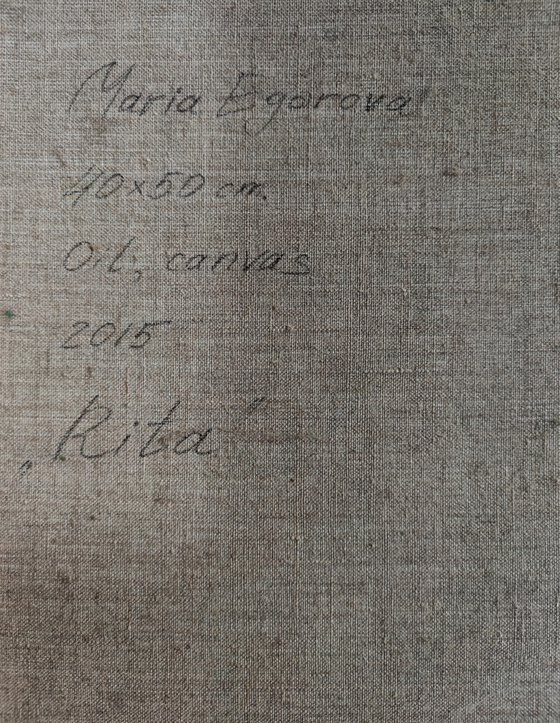 Maria Egorova
40x50 cm.
Oil, canvas
2015
„Rita"